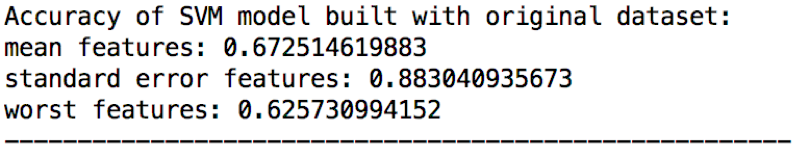 Accuracy of SVM model built with original dataset:
mean features: 0.672514619883
standard error features: 0.883040935673
worst features: 0.625730994152
------------------------------------------------------